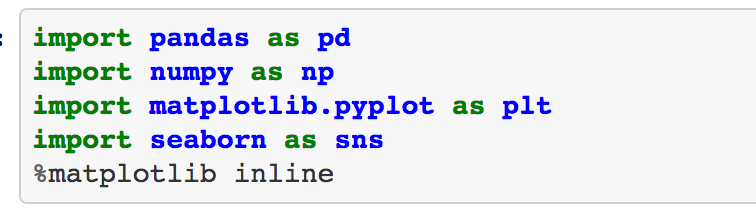 import pandas as pd
import numpy as np
import matplotlib.pyplot as plt
import seaborn as sns
%matplotlib inline